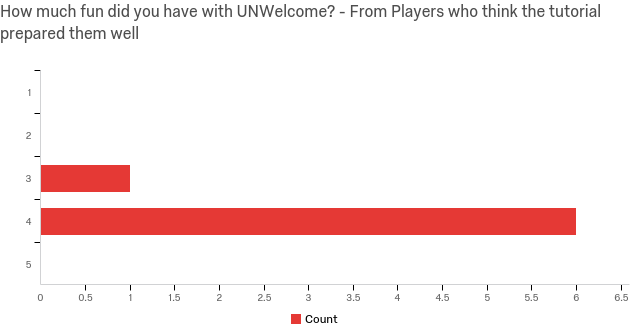 How much fun did you have with UNWelcome? - From Players who think the tutorial
prepared them well
1
2
3
4
5
0 0.5 1 1.5 2 2.5 3 3.5 4 4.5 5 5.5 6 6.5
Count